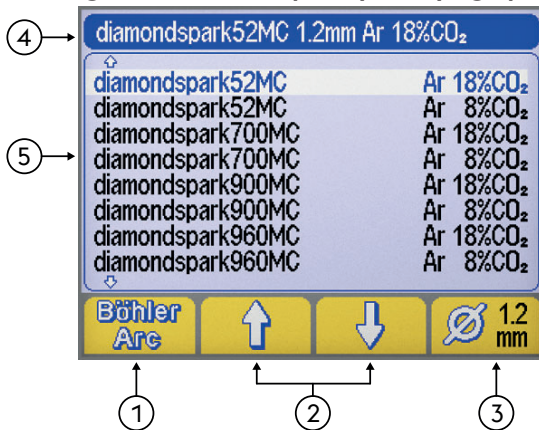 4
diamondspark52MC 1.2mm Ar 18%CO₂
diamondspark52MC Ar 18%CO₂
diamondspark52MC Ar 8%CO₂
5
diamondspark700MC Ar 18%CO₂
diamondspark700MC Ar 8%CO₂
diamondspark900MC Ar 18%CO₂
diamondspark900MC Ar 8%CO₂
diamondspark960MC Ar 18%CO₂
diamondspark960MC Ar 8%CO₂
Böhler
Arc
Ø 1.2
mm
1
2
3